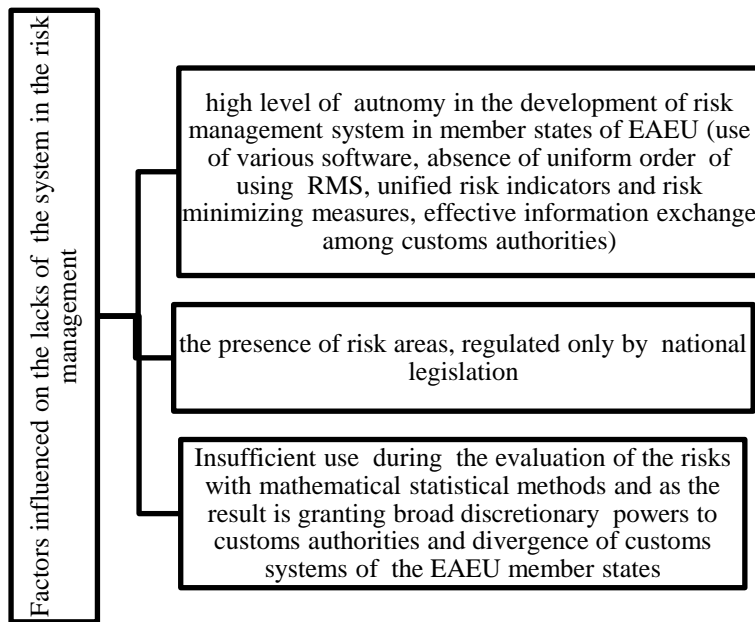 Factors influenced on the lacks of the system in the risk
management
high level of autnomy in the development of risk
management system in member states of EAEU (use
of various software, absence of uniform order of
using RMS, unified risk indicators and risk
minimizing measures, effective information exchange
among customs authorities)
the presence of risk areas, regulated only by national
legislation
Insufficient use during the evaluation of the risks
with mathematical statistical methods and as the
result is granting broad discretionary powers to
customs authorities and divergence of customs
systems of the EAEU member states